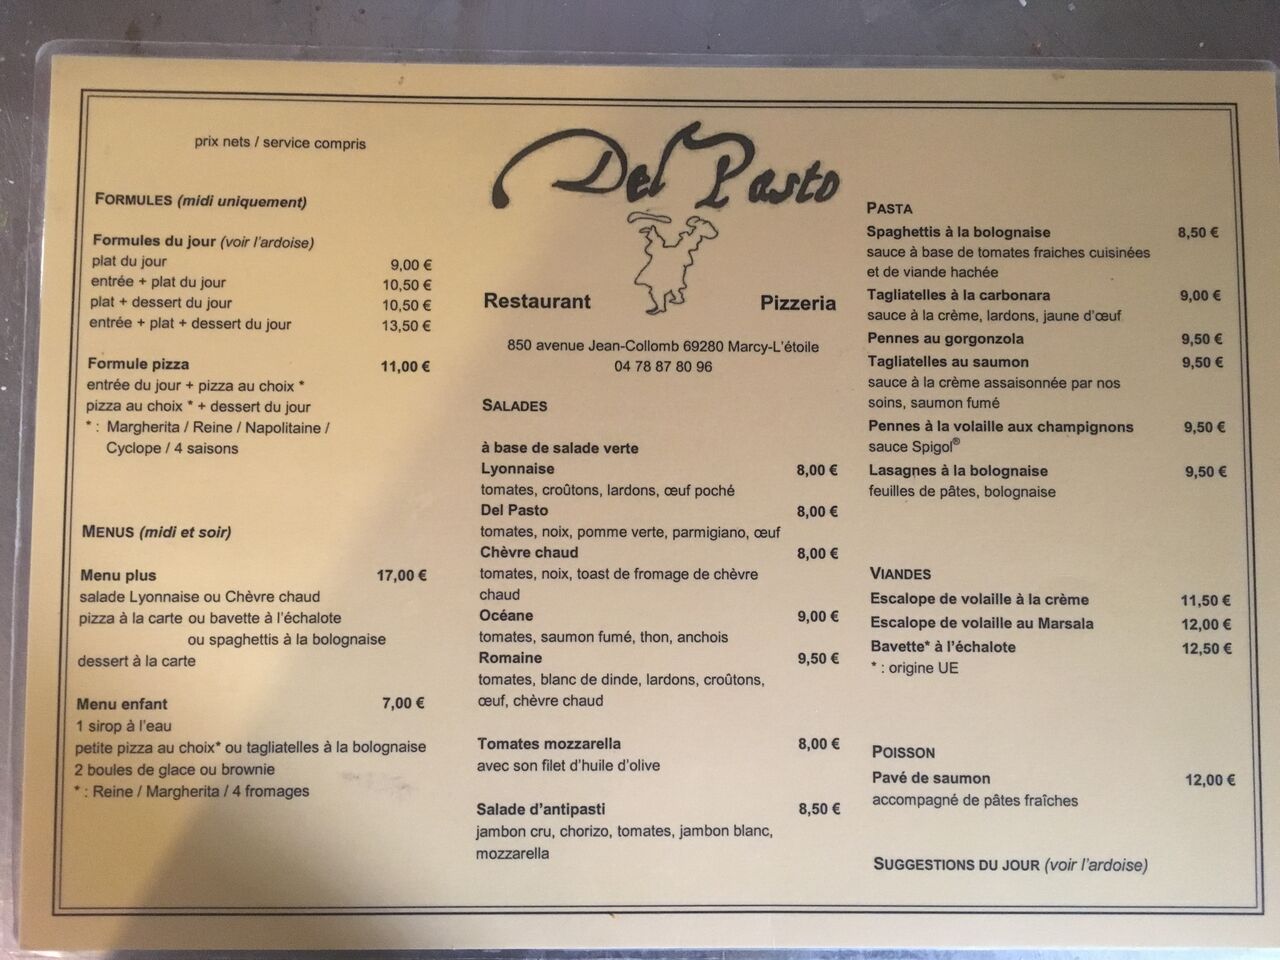 prix nets / service compris
FORMULES (midi uniquement)
Formules du jour (voir l'ardoise)
plat du jour 9,00 €
entrée + plat du jour 10,50 €
plat + dessert du jour 10,50 €
entrée + plat + dessert du jour 13,50 €
Formule pizza 11,00 €
entrée du jour + pizza au choix *
pizza au choix * + dessert du jour
* : Margherita / Reine / Napolitaine /
Cyclope / 4 saisons
MENUS (midi et soir)
Menu plus 17,00 €
salade Lyonnaise ou Chèvre chaud
pizza à la carte ou bavette à l'échalote
ou spaghettis à la bolognaise
dessert à la carte
Menu enfant 7,00 €
1 sirop à l'eau
petite pizza au choix* ou tagliatelles à la bolognaise
2 boules de glace ou brownie
* : Reine / Margherita / 4 fromages
Del Pasto
Restaurant Pizzeria
850 avenue Jean-Collomb 69280 Marcy-L'étoile
04 78 87 80 96
SALADES
à base de salade verte
Lyonnaise 8,00 €
tomates, croûtons, lardons, œuf poché
Del Pasto 8,00 €
tomates, noix, pomme verte, parmigiano, œuf
Chèvre chaud 8,00 €
tomates, noix, toast de fromage de chèvre
chaud
Océane 9,00 €
tomates, saumon fumé, thon, anchois
Romaine 9,50 €
tomates, blanc de dinde, lardons, croûtons,
œuf, chèvre chaud
Tomates mozzarella 8,00 €
avec son filet d'huile d'olive
Salade d'antipasti 8,50 €
jambon cru, chorizo, tomates, jambon blanc,
mozzarella
PASTA
Spaghettis à la bolognaise 8,50 €
sauce à base de tomates fraiches cuisinées
et de viande hachée
Tagliatelles à la carbonara 9,00 €
sauce à la crème, lardons, jaune d'œuf
Pennes au gorgonzola 9,50 €
Tagliatelles au saumon 9,50 €
sauce à la crème assaisonnée par nos
soins, saumon fumé
Pennes à la volaille aux champignons 9,50 €
sauce Spigol®
Lasagnes à la bolognaise 9,50 €
feuilles de pâtes, bolognaise
VIANDES
Escalope de volaille à la crème 11,50 €
Escalope de volaille au Marsala 12,00 €
Bavette* à l'échalote 12,50 €
* : origine UE
POISSON
Pavé de saumon 12,00 €
accompagné de pâtes fraîches
SUGGESTIONS DU JOUR (voir l'ardoise)